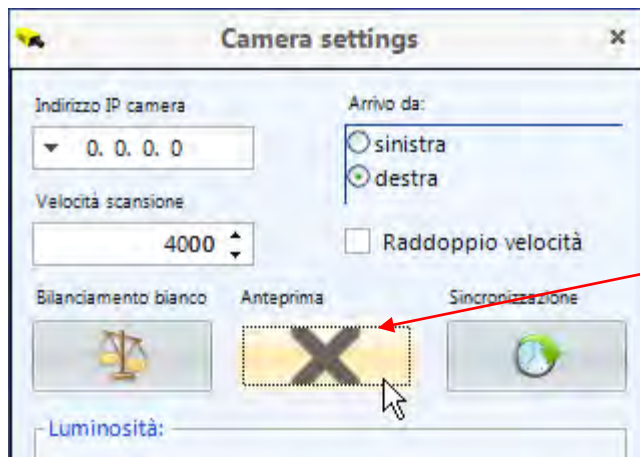 Camera settings
Indirizzo IP camera
Arrivo da:
0. 0. 0. 0
sinistra
destra
Velocità scansione
4000
Raddoppio velocità
Bilanciamento bianco
Anteprima
Sincronizzazione
Luminosità: